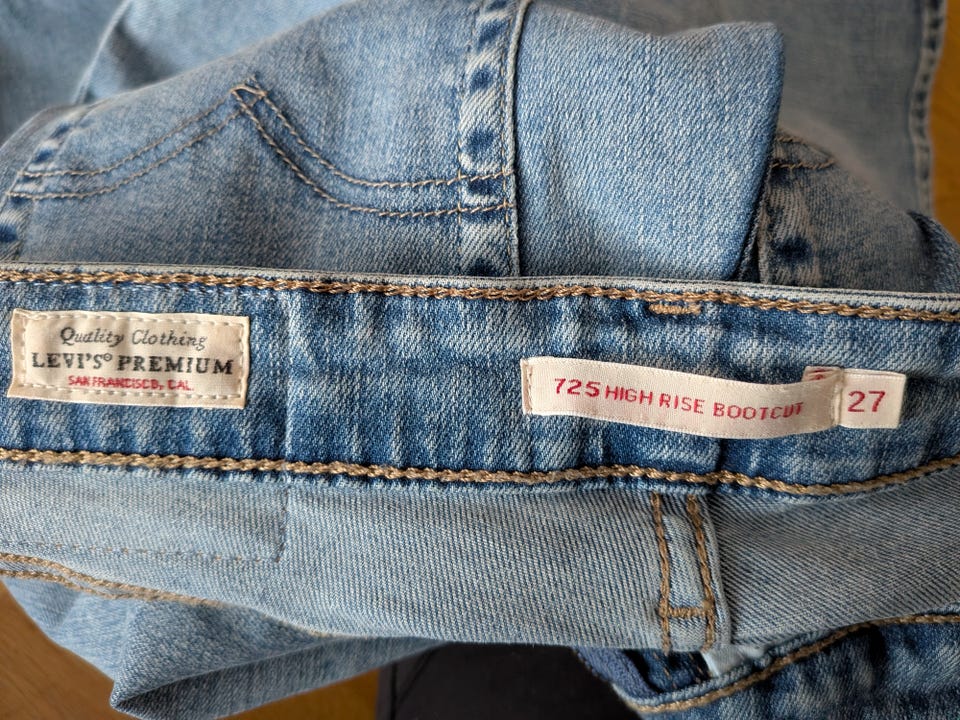 Quality Clothing
LEVI'S® PREMIUM
SAN FRANCISCO, CAL.
725 HIGH RISE BOOTCUT
27